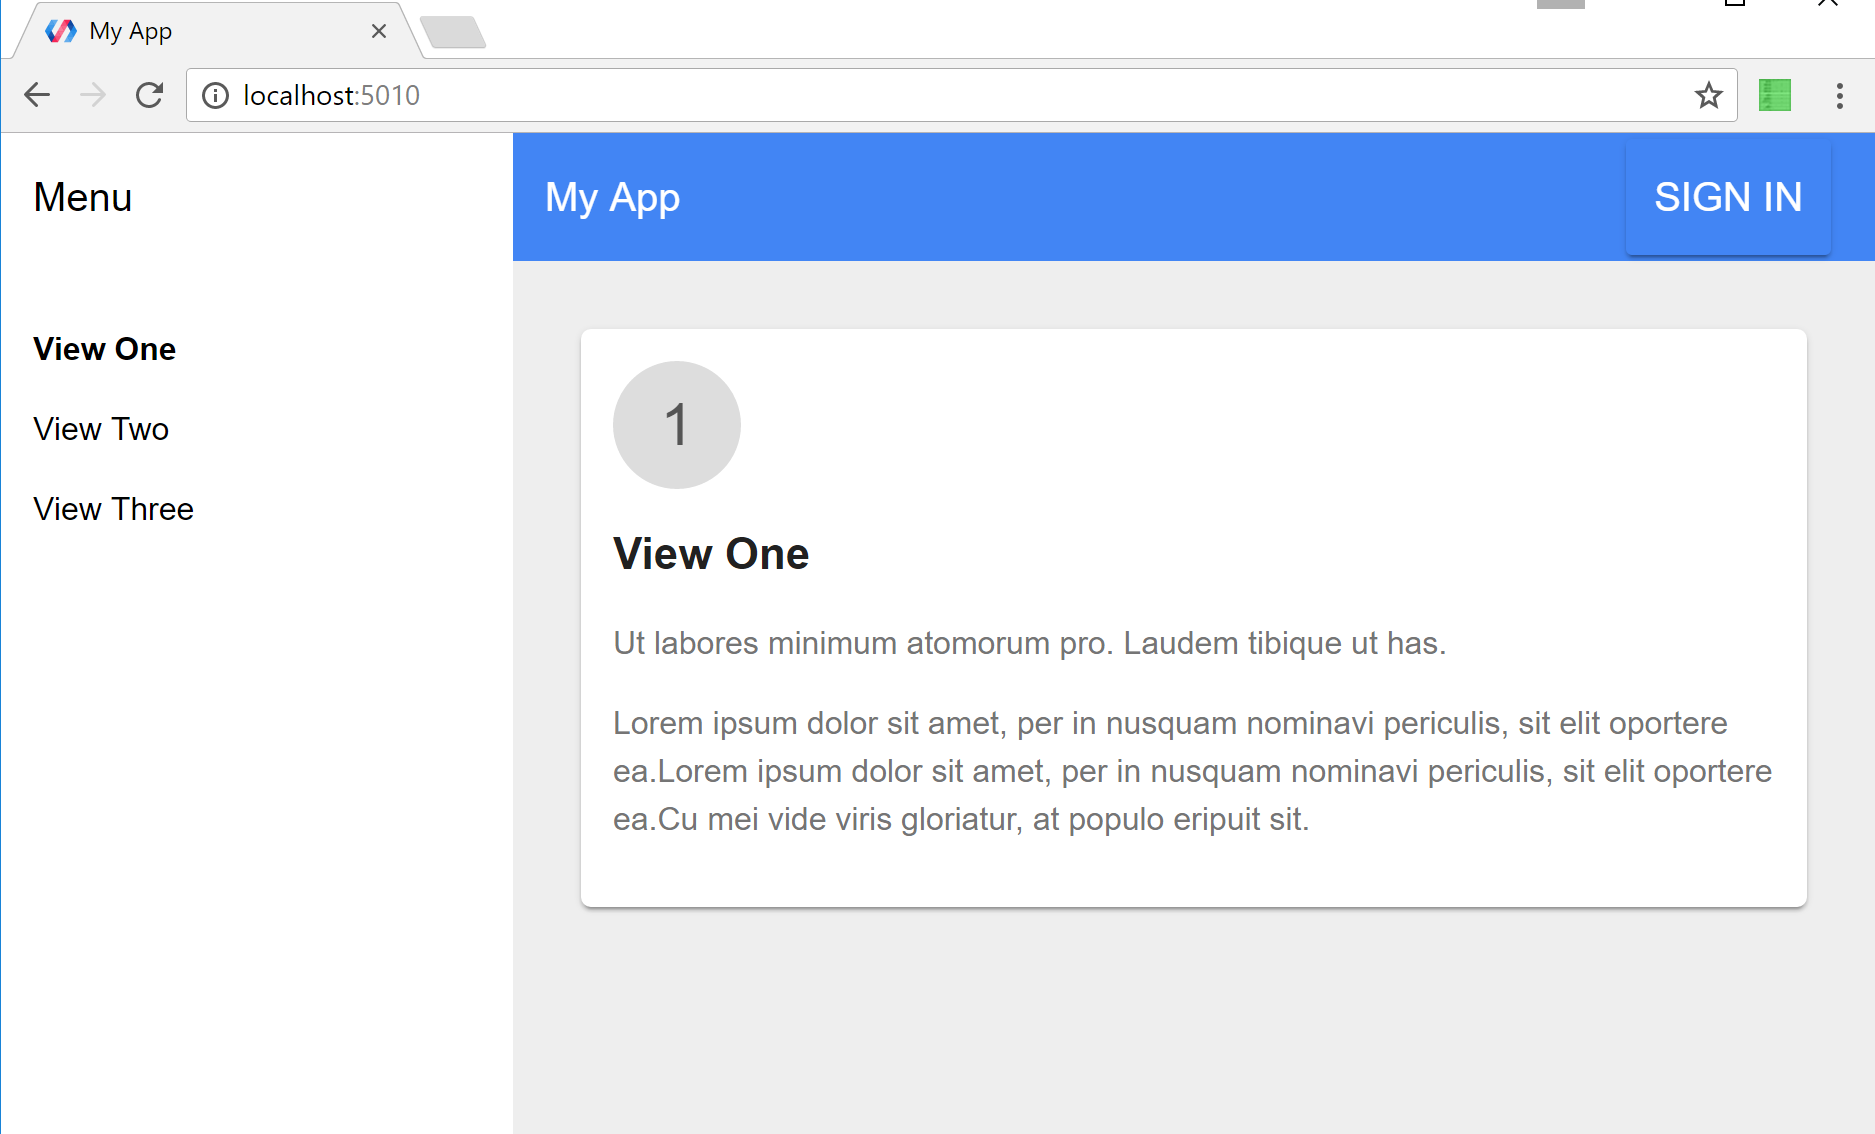 My App
localhost:5010
Menu
My App
SIGN IN
View One
View Two
View Three
1
View One
Ut labores minimum atomorum pro. Laudem tibique ut has.
Lorem ipsum dolor sit amet, per in nusquam nominavi periculis, sit elit oportere
ea.Lorem ipsum dolor sit amet, per in nusquam nominavi periculis, sit elit oportere
ea.Cu mei vide viris gloriatur, at populo eripuit sit.